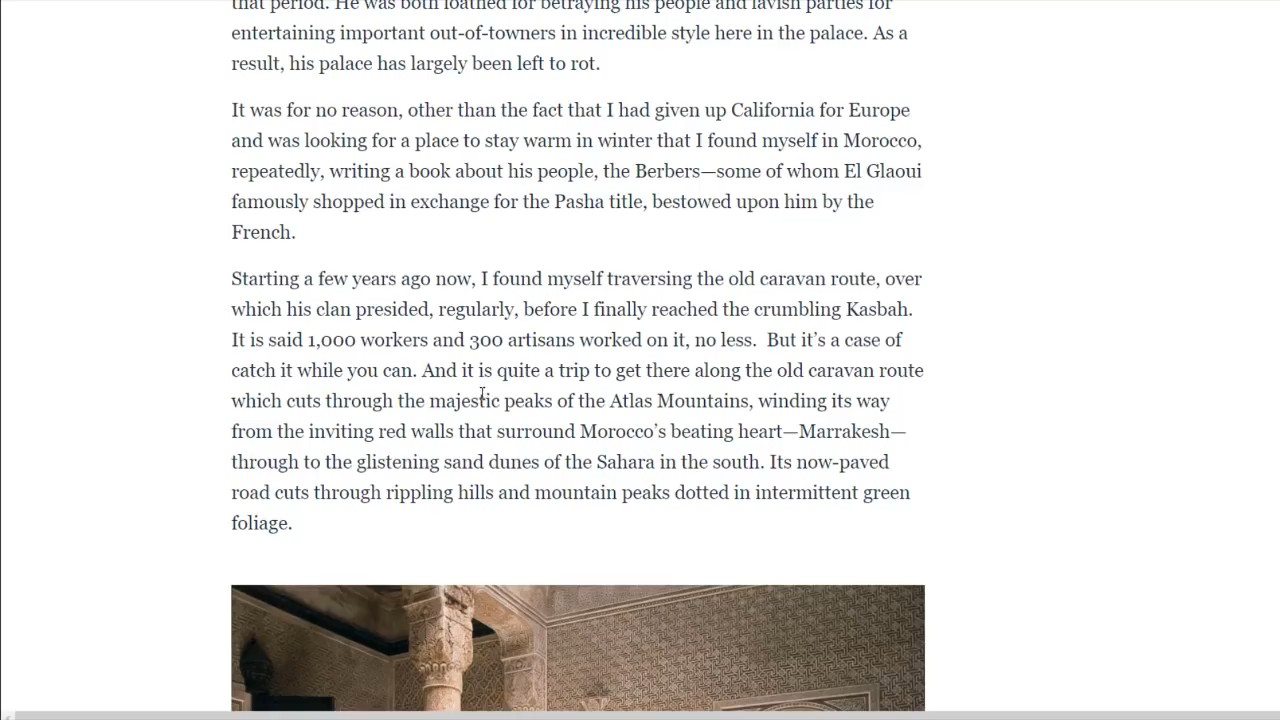 that period. He was both loathed for betraying his people and lavish parties for
entertaining important out-of-towners in incredible style here in the palace. As a
result, his palace has largely been left to rot.
It was for no reason, other than the fact that I had given up California for Europe
and was looking for a place to stay warm in winter that I found myself in Morocco,
repeatedly, writing a book about his people, the Berbers—some of whom El Glaoui
famously shopped in exchange for the Pasha title, bestowed upon him by the
French.
Starting a few years ago now, I found myself traversing the old caravan route, over
which his clan presided, regularly, before I finally reached the crumbling Kasbah.
It is said 1,000 workers and 300 artisans worked on it, no less.  But it’s a case of
catch it while you can. And it is quite a trip to get there along the old caravan route
which cuts through the majestic peaks of the Atlas Mountains, winding its way
from the inviting red walls that surround Morocco’s beating heart—Marrakesh—
through to the glistening sand dunes of the Sahara in the south. Its now-paved
road cuts through rippling hills and mountain peaks dotted in intermittent green
foliage.